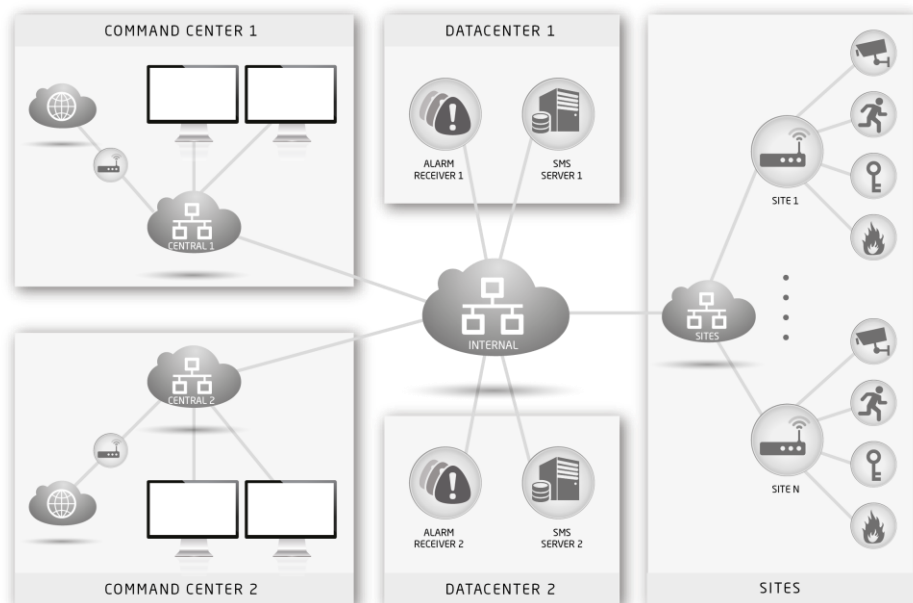 COMMAND CENTER 1
CENTRAL 1
DATACENTER 1
ALARM
RECEIVER 1
SMS
SERVER 1
INTERNAL
SITE 1
SITES
SITE N
CENTRAL 2
COMMAND CENTER 2
ALARM
RECEIVER 2
SMS
SERVER 2
DATACENTER 2
SITES